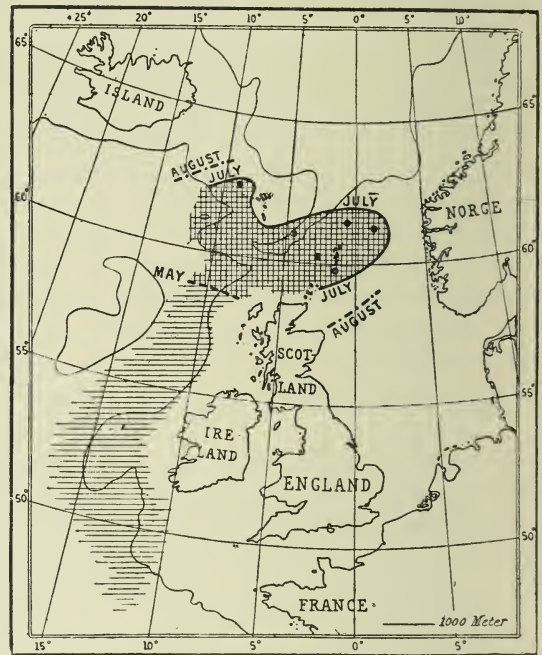 25° 20° 15° 10° 5° 0° 5° 10°
65° 65°
ISLAND
AUGUST
JULY
60°
JULY
NORGE
60°
MAY
JULY
AUGUST
55°
SCOT
LAND
55°
IRE
LAND
ENGLAND
50°
50°
FRANCE
1000 Meter
15° 10° 5° 0° 5°